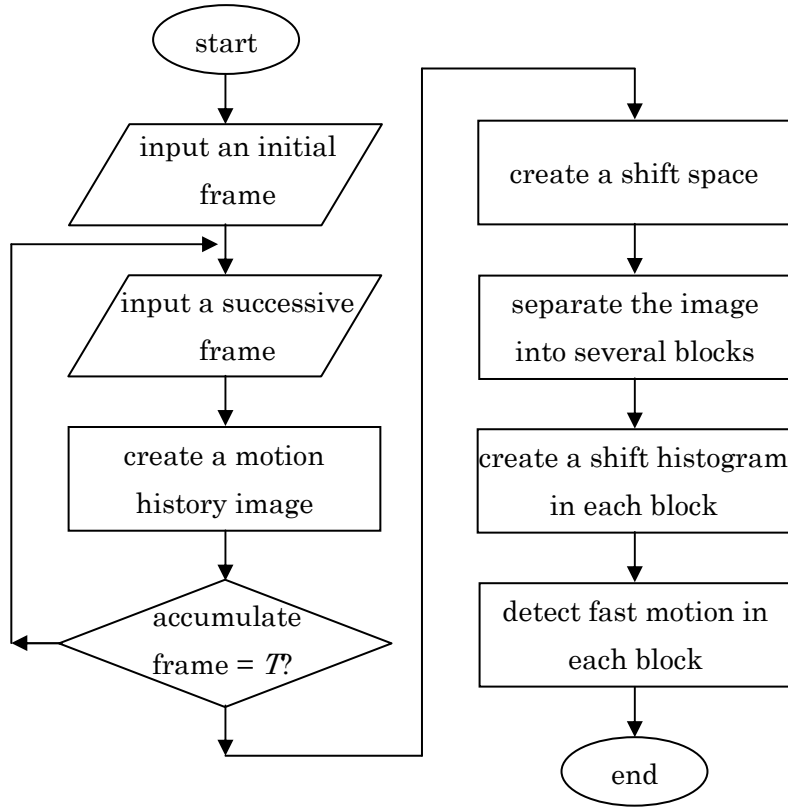 start
input an initial
frame
input a successive
frame
create a motion
history image
accumulate
frame = T?
create a shift space
separate the image
into several blocks
create a shift histogram
in each block
detect fast motion in
each block
end